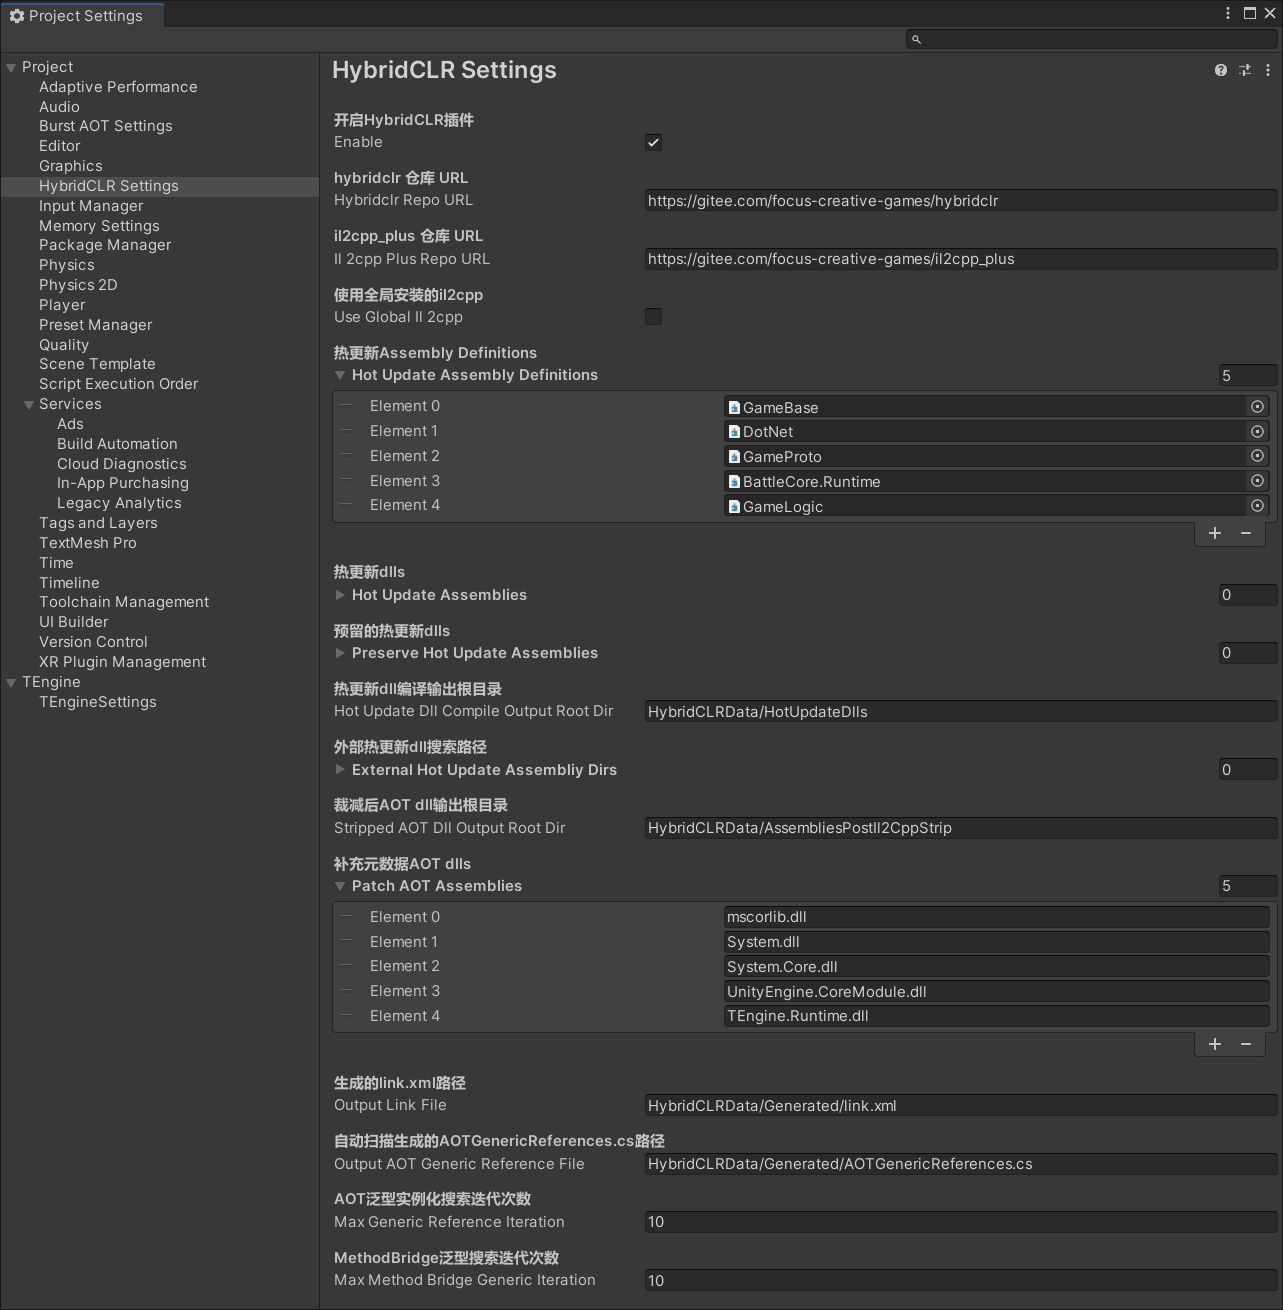 Project Settings
Project
Adaptive Performance
Audio
Burst AOT Settings
Editor
Graphics
HybridCLR Settings
Input Manager
Memory Settings
Package Manager
Physics
Physics 2D
Player
Preset Manager
Quality
Scene Template
Script Execution Order
Services
Ads
Build Automation
Cloud Diagnostics
In-App Purchasing
Legacy Analytics
Tags and Layers
TextMesh Pro
Time
Timeline
Toolchain Management
UI Builder
Version Control
XR Plugin Management
TEngine
TEngineSettings
HybridCLR Settings
开启HybridCLR插件
Enable
hybridclr 仓库 URL
Hybridclr Repo URL https://gitee.com/focus-creative-games/hybridclr
il2cpp_plus 仓库 URL
Il 2cpp Plus Repo URL https://gitee.com/focus-creative-games/il2cpp_plus
使用全局安装的il2cpp
Use Global Il 2cpp
热更新Assembly Definitions
Hot Update Assembly Definitions 5
Element 0 GameBase
Element 1 DotNet
Element 2 GameProto
Element 3 BattleCore.Runtime
Element 4 GameLogic
热更新dlls
Hot Update Assemblies 0
预留的热更新dlls
Preserve Hot Update Assemblies 0
热更新dll编译输出根目录
Hot Update Dll Compile Output Root Dir HybridCLRData/HotUpdateDlls
外部热更新dll搜索路径
External Hot Update Assembliy Dirs 0
裁减后AOT dll输出根目录
Stripped AOT Dll Output Root Dir HybridCLRData/AssembliesPostIl2CppStrip
补充元数据AOT dlls
Patch AOT Assemblies 5
Element 0 mscorlib.dll
Element 1 System.dll
Element 2 System.Core.dll
Element 3 UnityEngine.CoreModule.dll
Element 4 TEngine.Runtime.dll
生成的link.xml路径
Output Link File HybridCLRData/Generated/link.xml
自动扫描生成的AOTGenericReferences.cs路径
Output AOT Generic Reference File HybridCLRData/Generated/AOTGenericReferences.cs
AOT泛型实例化搜索迭代次数
Max Generic Reference Iteration 10
MethodBridge泛型搜索迭代次数
Max Method Bridge Generic Iteration 10